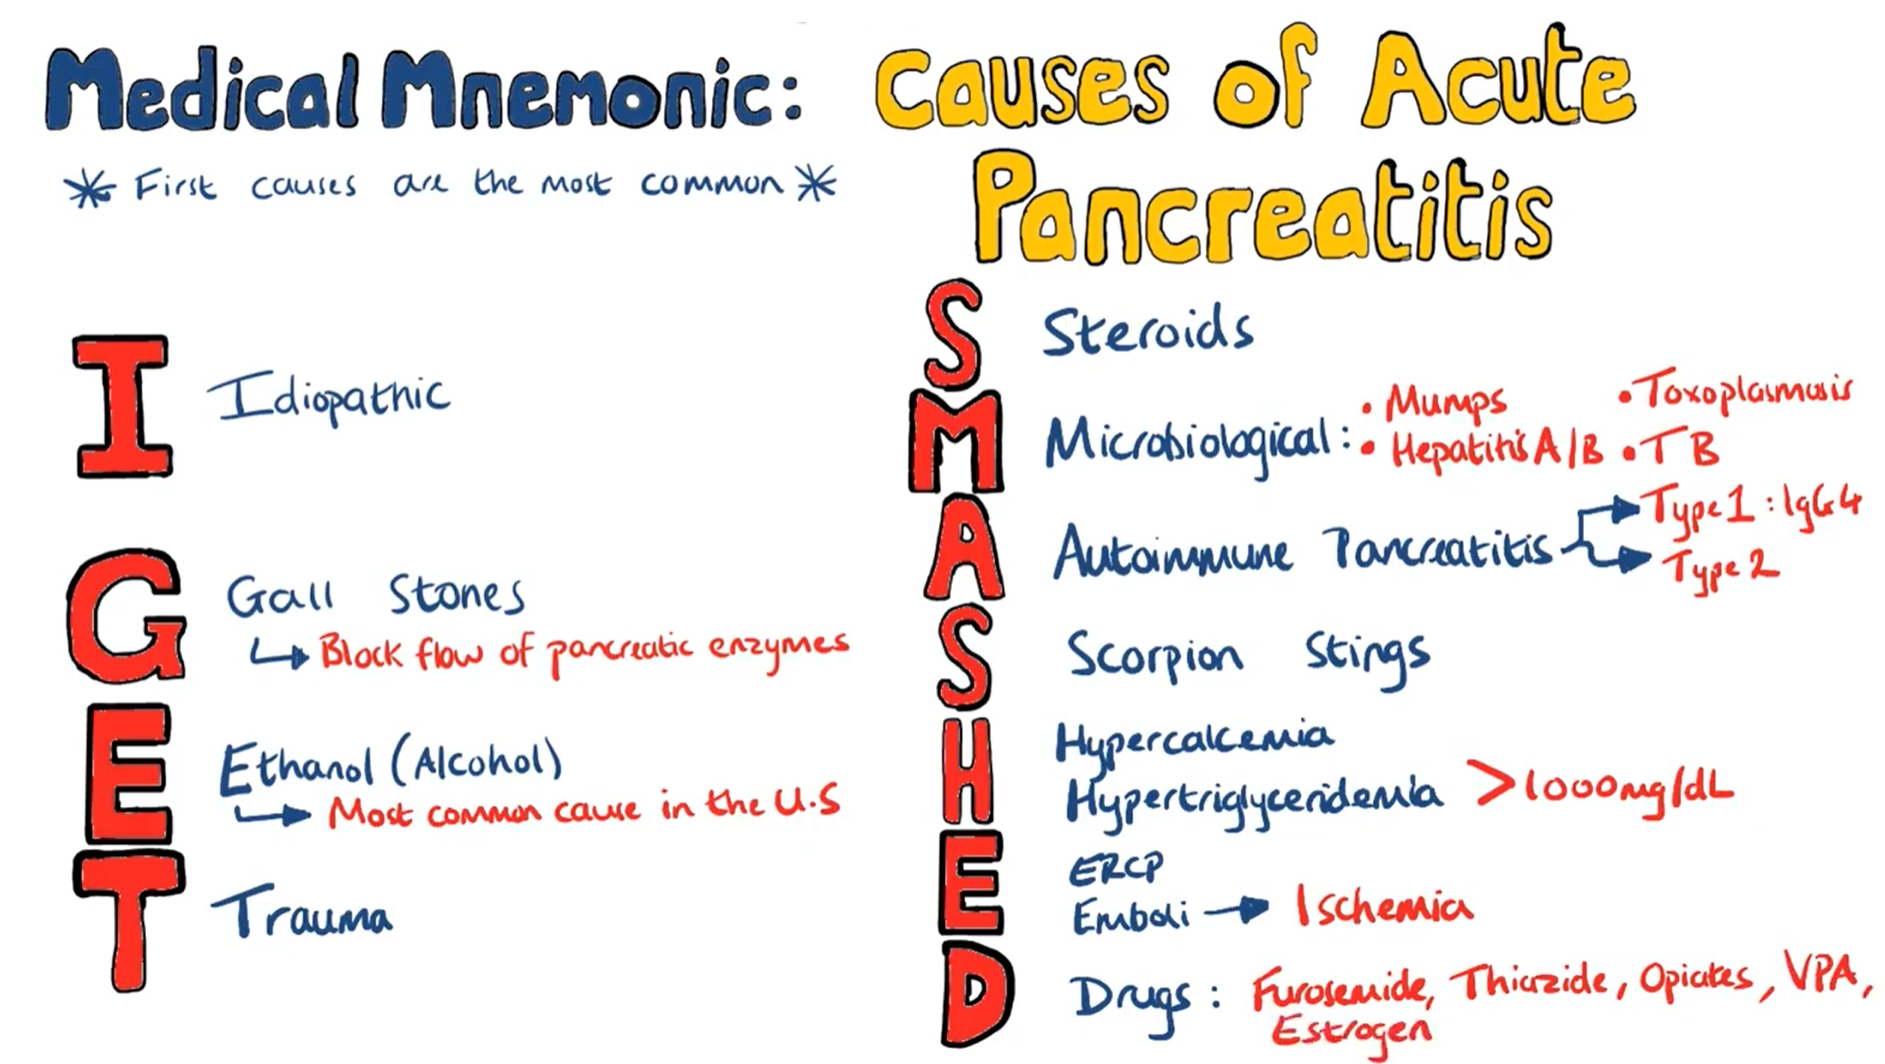 Medical Mnemonic:
* First causes are the most common *
Causes of Acute
Pancreatitis
I Idiopathic
G Gall Stones
Block flow of pancreatic enzymes
E Ethanol (Alcohol)
Most common cause in the U.S
T Trauma
S Steroids
M Microbiological: • Mumps • Toxoplasmosis
• Hepatitis A/B • TB
A Autoimmune Pancreatitis Type 1: IgG4
Type 2
S Scorpion Stings
H Hypercalcemia
Hypertriglyceridemia >1000mg/dL
E ERCP
Emboli → Ischemia
D Drugs: Furosemide, Thiazide, Opiates, VPA,
Estrogen